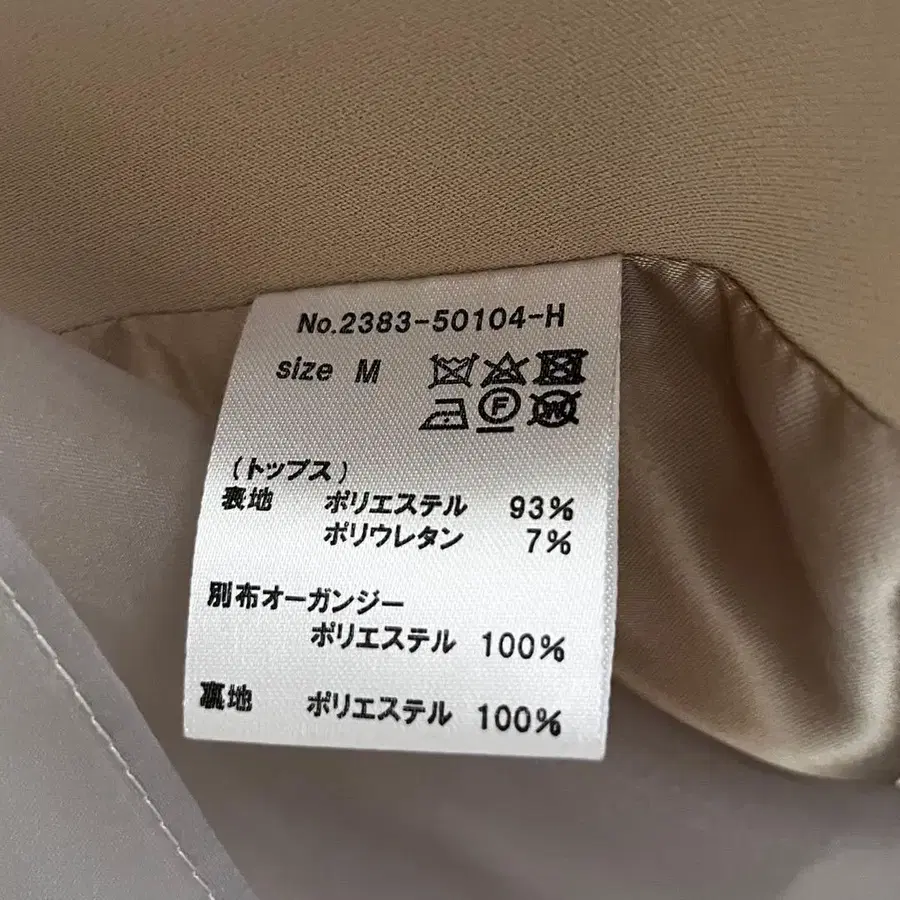 No.2383-50104-H
size M
F
W
(トップス)
表地 ポリエステル 93%
ポリウレタン 7%
別布オーガンジー
ポリエステル 100%
裏地 ポリエステル 100%